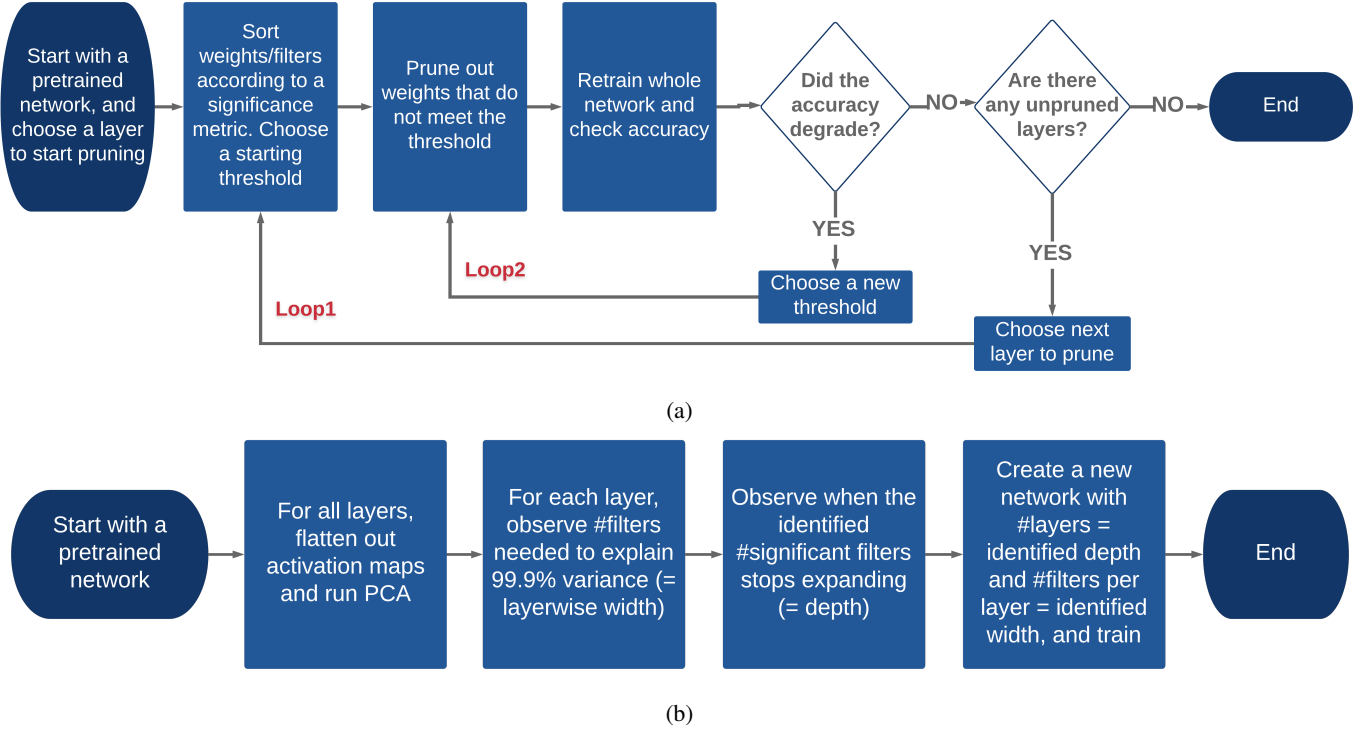 Start with a
pretrained
network, and
choose a layer
to start pruning
Sort
weights/filters
according to a
significance
metric. Choose
a starting
threshold
Prune out
weights that do
not meet the
threshold
Retrain whole
network and
check accuracy
Did the
accuracy
degrade?
NO
Are there
any unpruned
layers?
NO
End
YES
YES
Choose a new
threshold
Loop2
Choose next
layer to prune
Loop1
(a)
Start with a
pretrained
network
For all layers,
flatten out
activation maps
and run PCA
For each layer,
observe #filters
needed to explain
99.9% variance (=
layerwise width)
Observe when the
identified
#significant filters
stops expanding
(= depth)
Create a new
network with
#layers =
identified depth
and #filters per
layer = identified
width, and train
End
(b)